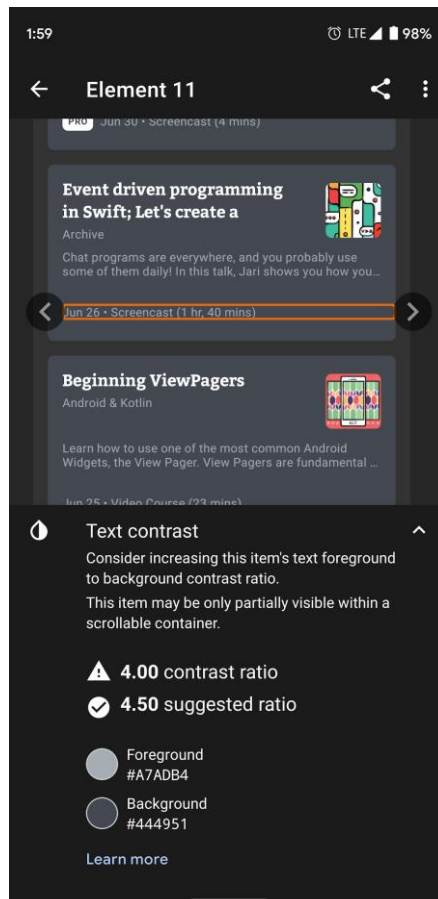 1:59 LTE 98%
Element 11
PRO Jun 30 • Screencast (4 mins)
Event driven programming
in Swift; Let's create a
Archive
Chat programs are everywhere, and you probably use
some of them daily! In this talk, Jari shows you how you...
Jun 26 • Screencast (1 hr, 40 mins)
Beginning ViewPagers
Android & Kotlin
Learn how to use one of the most common Android
Widgets, the View Pager. View Pagers are fundamental ...
Jun 25 • Video Course (23 mins)
Text contrast
Consider increasing this item's text foreground
to background contrast ratio.
This item may be only partially visible within a
scrollable container.
4.00 contrast ratio
4.50 suggested ratio
Foreground
#A7ADB4
Background
#444951
Learn more